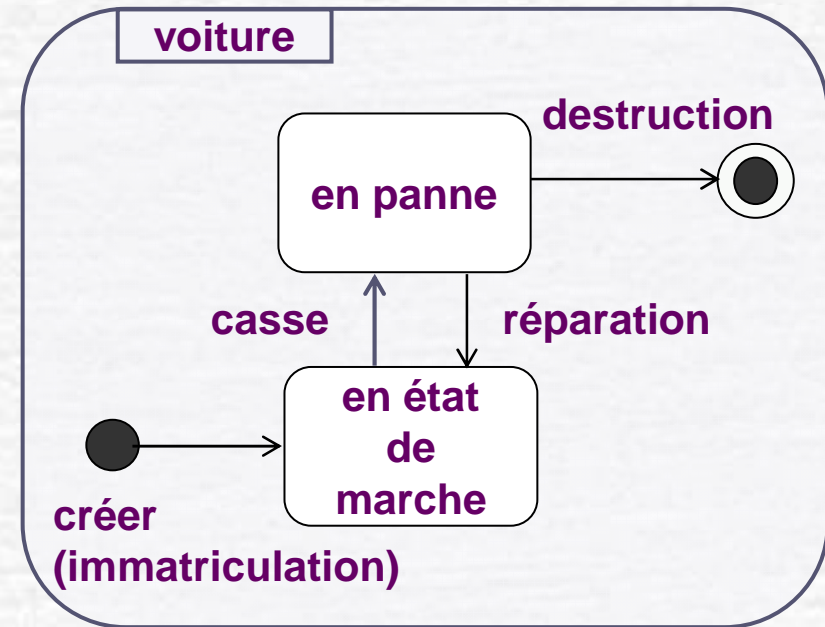 voiture
destruction
en panne
casse
réparation
en état
de
marche
créer
(immatriculation)